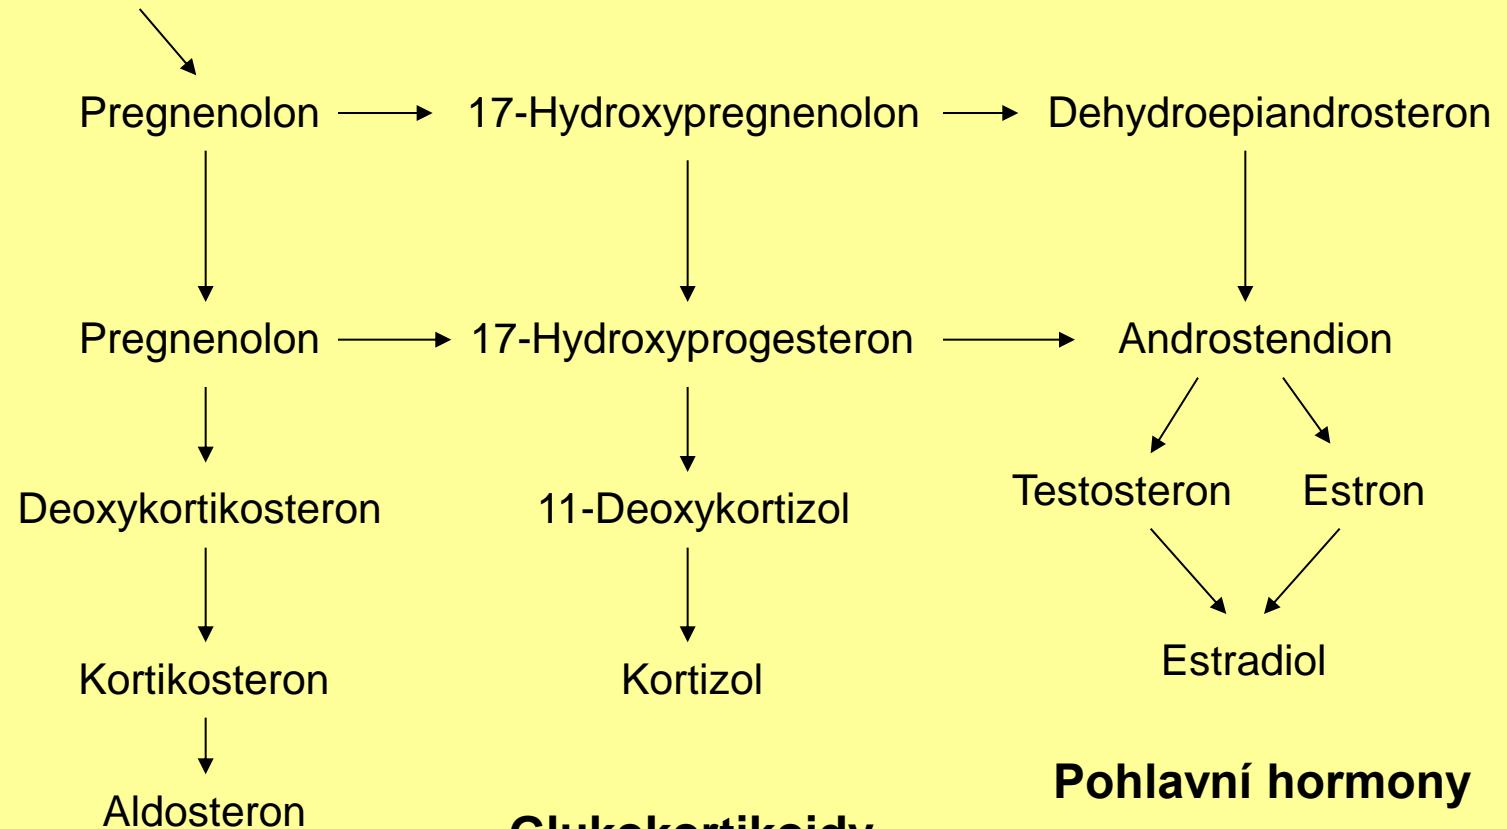 Pregnenolon 17-Hydroxypregnenolon Dehydroepiandrosteron
Pregnenolon 17-Hydroxyprogesteron Androstendion
Deoxykortikosteron 11-Deoxykortizol Testosteron Estron
Kortikosteron Kortizol Estradiol
Aldosteron Glukokortikoidy Pohlavní hormony